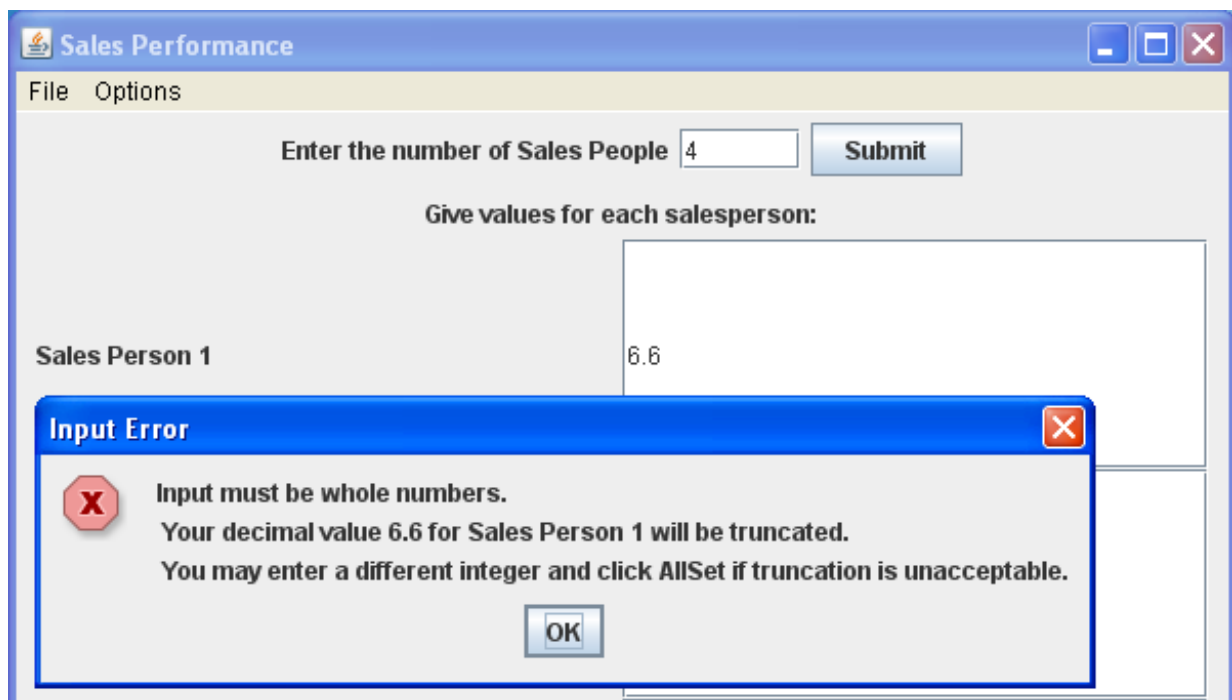 Sales Performance
File Options
Enter the number of Sales People 4 Submit
Give values for each salesperson:
Sales Person 1 6.6
Input Error
X Input must be whole numbers.
Your decimal value 6.6 for Sales Person 1 will be truncated.
You may enter a different integer and click AllSet if truncation is unacceptable.
OK